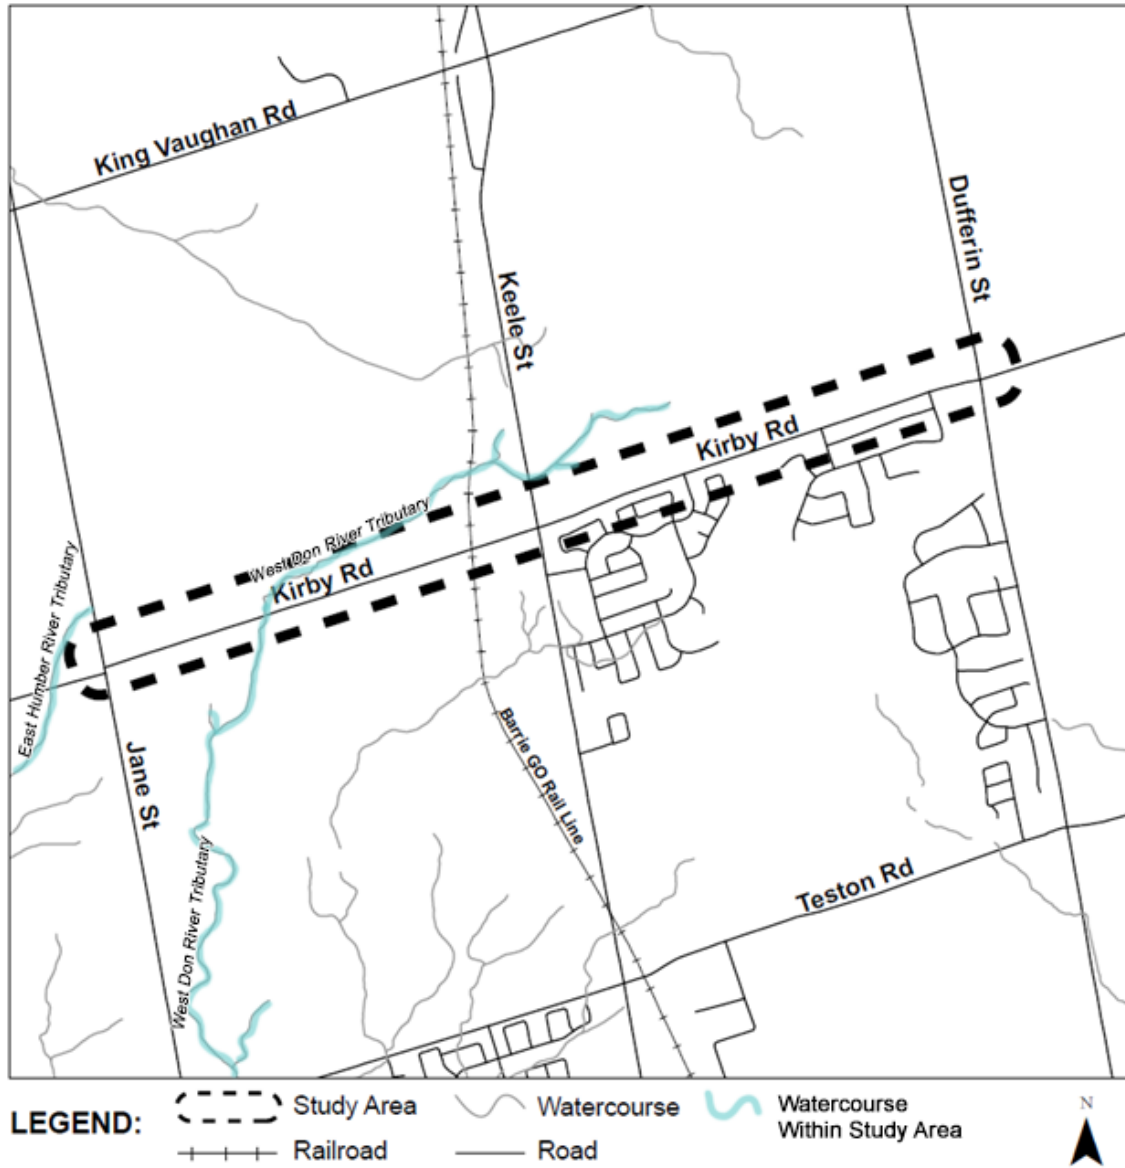 King Vaughan Rd
Dufferin St
Keele St
Kirby Rd
West Don River Tributary
Kirby Rd
East Humber River Tributary
Jane St
Barrie GO Rail Line
West Don River Tributary
Teston Rd
LEGEND:
Study Area
Watercourse
Watercourse
Within Study Area
Railroad
Road
N